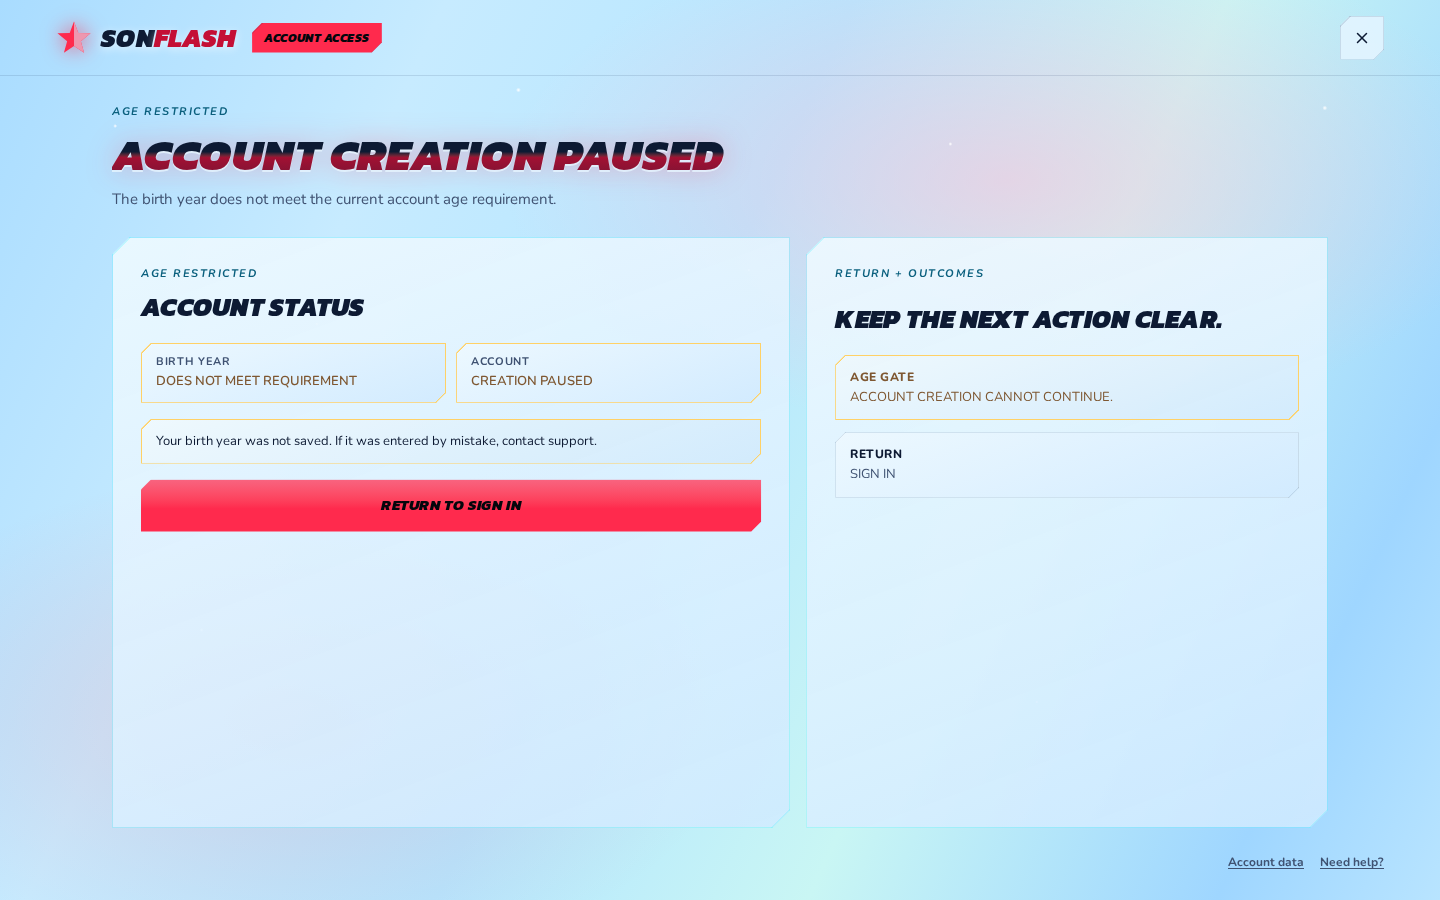 SONFLASH
ACCOUNT ACCESS
AGE RESTRICTED
ACCOUNT CREATION PAUSED
The birth year does not meet the current account age requirement.
AGE RESTRICTED
ACCOUNT STATUS
BIRTH YEAR
DOES NOT MEET REQUIREMENT
ACCOUNT
CREATION PAUSED
Your birth year was not saved. If it was entered by mistake, contact support.
RETURN TO SIGN IN
RETURN + OUTCOMES
KEEP THE NEXT ACTION CLEAR.
AGE GATE
ACCOUNT CREATION CANNOT CONTINUE.
RETURN
SIGN IN
Account data
Need help?